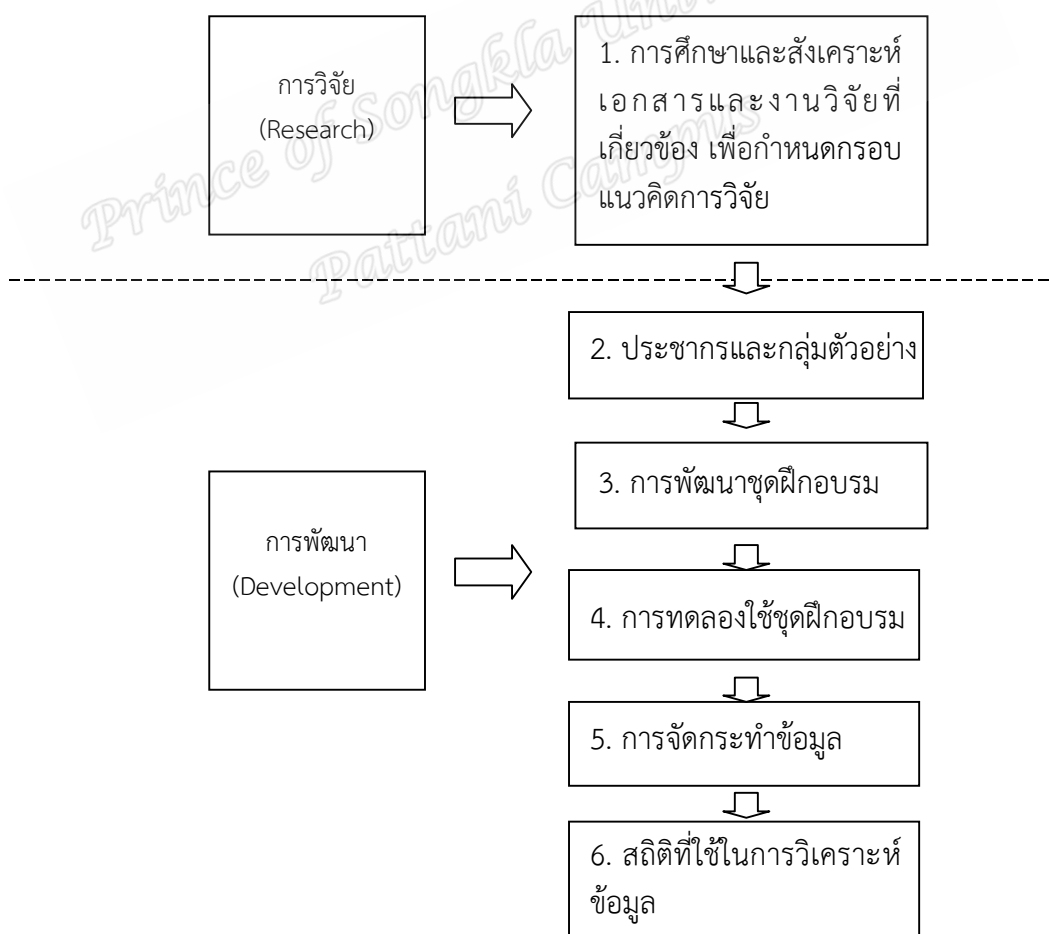 Prince of Songkla Uni
Pattani Campus
การวิจัย
(Research)
1. การศึกษาและสังเคราะห์
เอกสารและงานวิจัยที่
เกี่ยวข้อง เพื่อกำหนดกรอบ
แนวคิดการวิจัย
2. ประชากรและกลุ่มตัวอย่าง
3. การพัฒนาชุดฝึกอบรม
การพัฒนา
(Development)
4. การทดลองใช้ชุดฝึกอบรม
5. การจัดกระทำข้อมูล
6. สถิติที่ใช้ในการวิเคราะห์
ข้อมูล